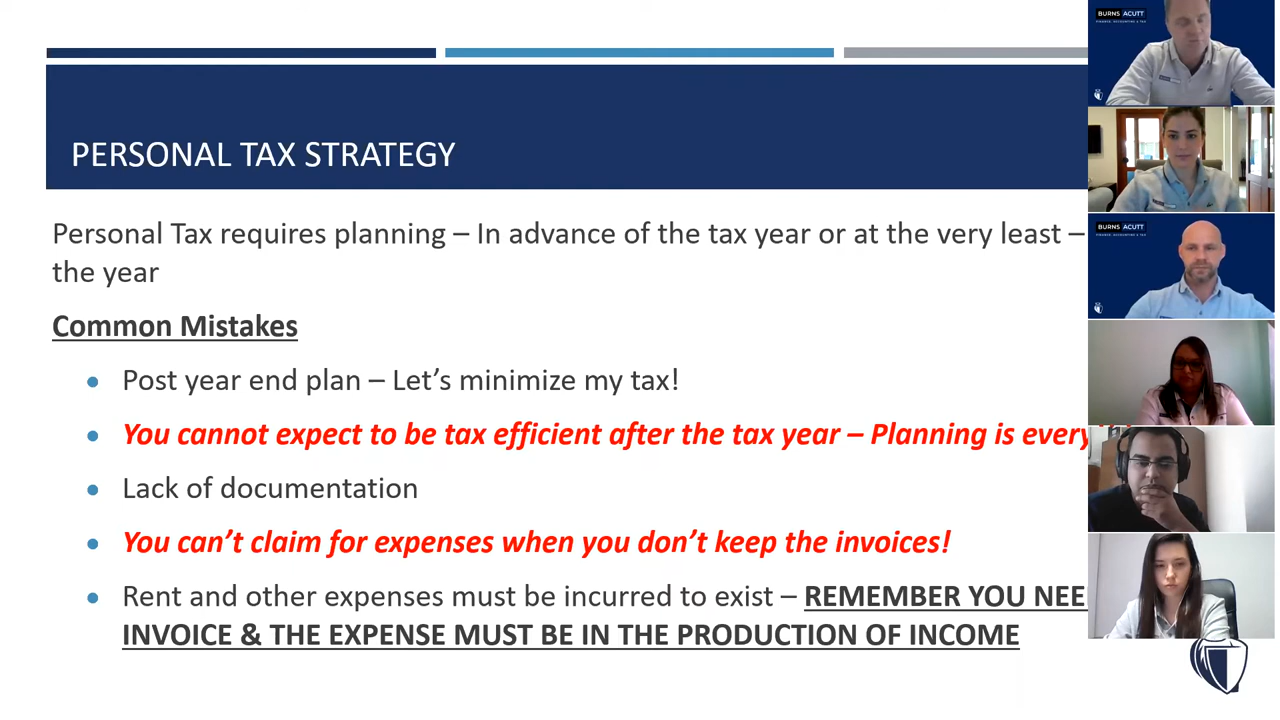 PERSONAL TAX STRATEGY
Personal Tax requires planning – In advance of the tax year or at the very least –
the year
Common Mistakes
Post year end plan – Let's minimize my tax!
You cannot expect to be tax efficient after the tax year – Planning is every
Lack of documentation
You can't claim for expenses when you don't keep the invoices!
Rent and other expenses must be incurred to exist – REMEMBER YOU NEE
INVOICE & THE EXPENSE MUST BE IN THE PRODUCTION OF INCOME
BURNS ACUTT
FINANCE, ACCOUNTING & TAX
BURNS ACUTT
FINANCE, ACCOUNTING & TAX